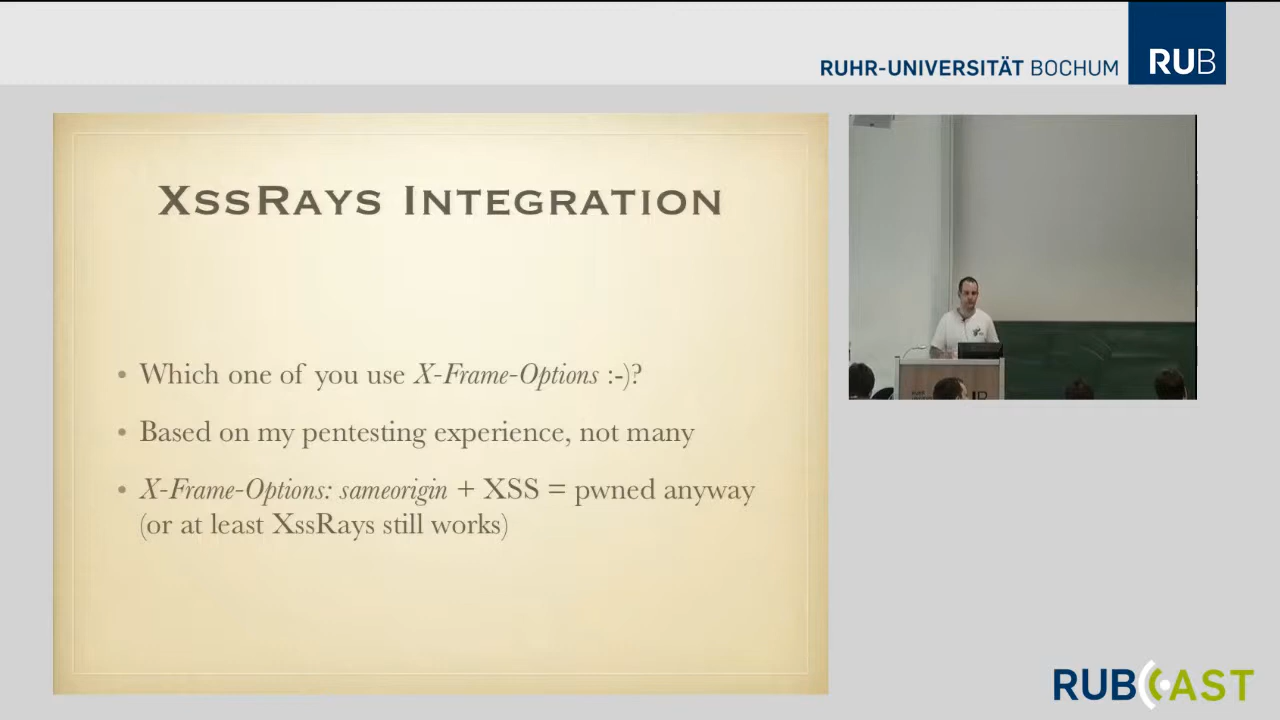 RUHR-UNIVERSITÄT BOCHUM
RUB
XssRays Integration
• Which one of you use X-Frame-Options :-)?
• Based on my pentesting experience, not many
• X-Frame-Options: sameorigin + XSS = pwned anyway
(or at least XssRays still works)
RUBCAST